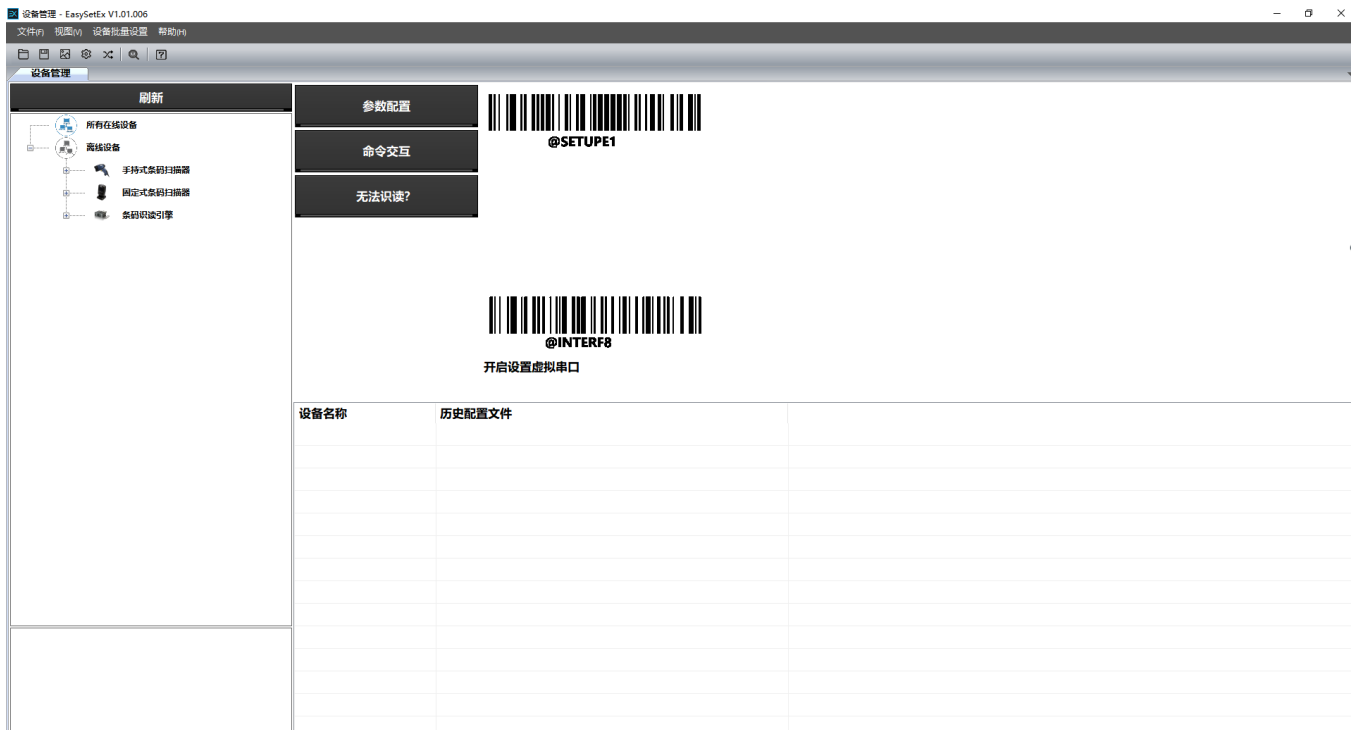 设备管理 - EasySetEx V1.01.006
文件(F) 视图(V) 设备批量设置 帮助(H)
设备管理
刷新
所有在线设备
离线设备
手持式条码扫描器
固定式条码扫描器
条码识读引擎
参数配置
命令交互
无法识读?
@SETUPE1
@INTERF8
开启设置虚拟串口
设备名称 历史配置文件